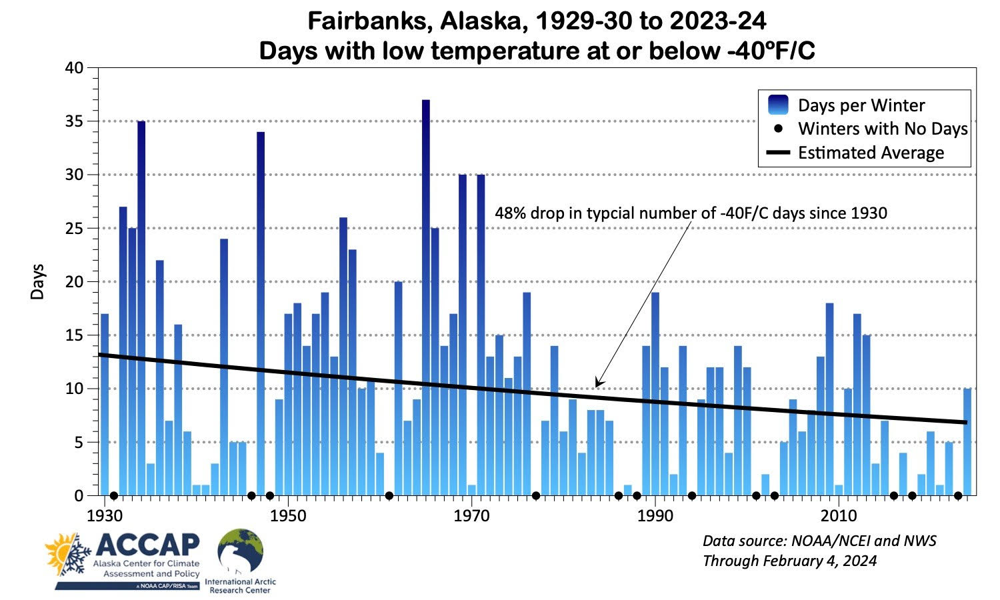 Fairbanks, Alaska, 1929-30 to 2023-24
Days with low temperature at or below -40ºF/C
40
35
30
25
20
15
10
5
0
Days
Days per Winter
Winters with No Days
Estimated Average
48% drop in typcial number of -40F/C days since 1930
1930
1950
1970
1990
2010
ACCAP
Alaska Center for Climate
Assessment and Policy
A NOAA CAP/RISA Team
International Arctic
Research Center
Data source: NOAA/NCEI and NWS
Through February 4, 2024